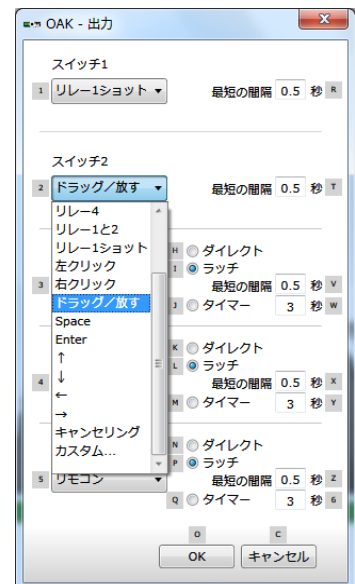 OAK - 出力
スイッチ1
1 リレー1ショット 最短の間隔 0.5 秒 R
スイッチ2
2 ドラッグ／放す 最短の間隔 0.5 秒 T
リレー4
リレー1と2
リレー1ショット
左クリック
右クリック
ドラッグ／放す
Space
Enter
↑
↓
←
→
キャンセリング
カスタム...
H ダイレクト
I ラッチ
3 最短の間隔 0.5 秒 V
J タイマー 3 秒 W
K ダイレクト
L ラッチ
4 最短の間隔 0.5 秒 X
M タイマー 3 秒 Y
N ダイレクト
P ラッチ
5 リモコン 最短の間隔 0.5 秒 Z
Q タイマー 3 秒 6
O C
OK キャンセル